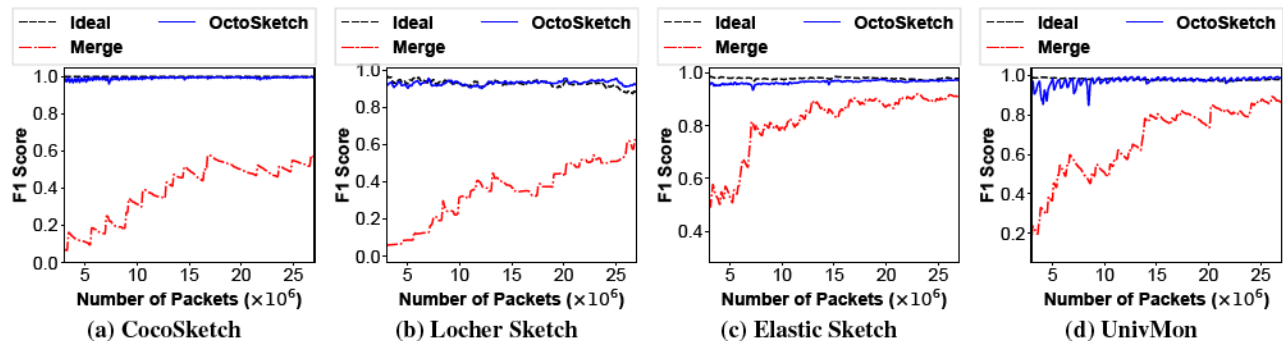 Ideal OctoSketch
Merge
F1 Score
1.0
0.8
0.6
0.4
0.2
0.0
5 10 15 20 25
Number of Packets (×10⁶)
(a) CocoSketch
Ideal OctoSketch
Merge
F1 Score
1.0
0.8
0.6
0.4
0.2
0.0
5 10 15 20 25
Number of Packets (×10⁶)
(b) Locher Sketch
Ideal OctoSketch
Merge
F1 Score
1.0
0.8
0.6
0.4
5 10 15 20 25
Number of Packets (×10⁶)
(c) Elastic Sketch
Ideal OctoSketch
Merge
F1 Score
1.0
0.8
0.6
0.4
0.2
5 10 15 20 25
Number of Packets (×10⁶)
(d) UnivMon